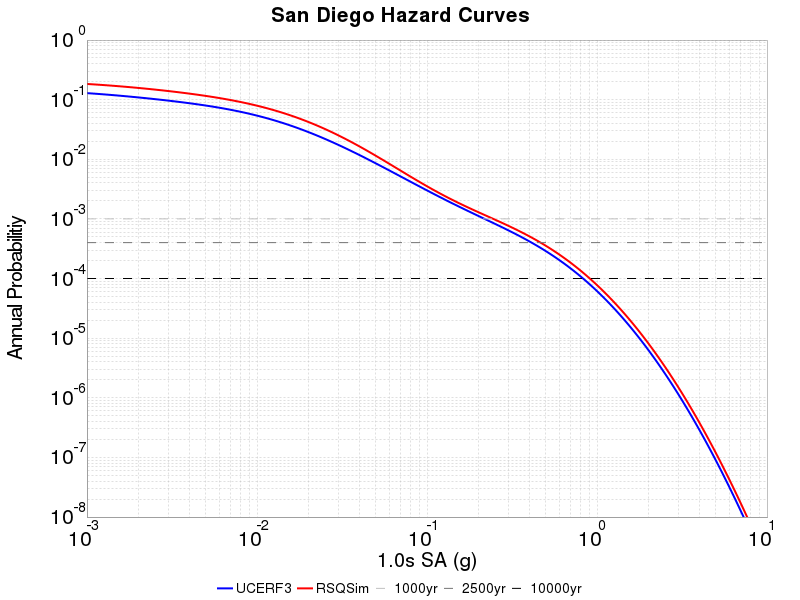 San Diego Hazard Curves
10^0
10^-1
10^-2
10^-3
10^-4
10^-5
10^-6
10^-7
10^-8
Annual Probability
10^-3 10^-2 10^-1 10^0 10^1
1.0s SA (g)
UCERF3 RSQSim 1000yr 2500yr 10000yr